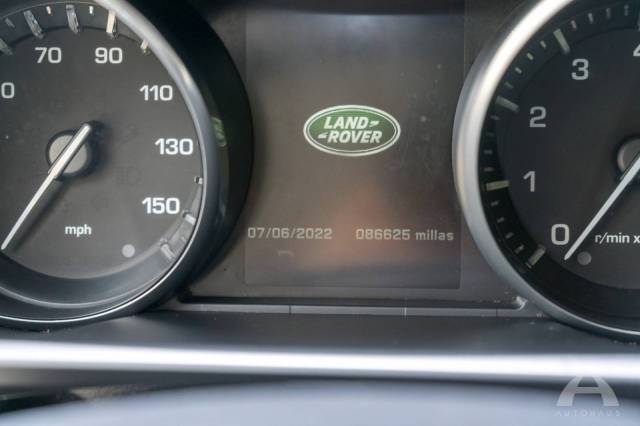 70 90
110
130
150
mph
LAND-
-ROVER
07/06/2022 086625 millas
0 1 2 3 4
r/min x
A
AUTOHAUS